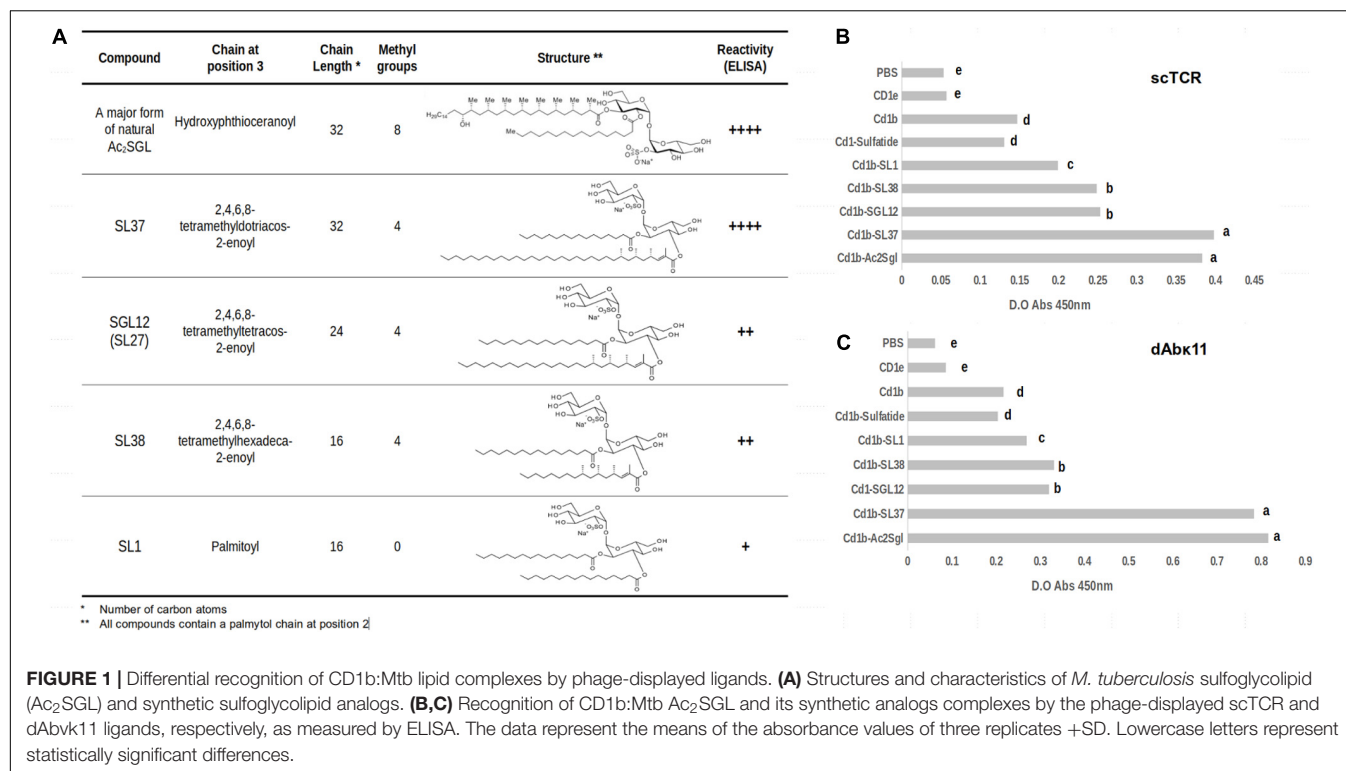 A
Compound
Chain at
position 3
Chain
Length *
Methyl
groups
Structure **
Reactivity
(ELISA)
A major form
of natural
Ac₂SGL
Hydroxyphthioceranoyl
32
8
++++
SL37
2,4,6,8-
tetramethyldotriacos-
2-enoyl
32
4
++++
SGL12
(SL27)
2,4,6,8-
tetramethyltetracos-
2-enoyl
24
4
++
SL38
2,4,6,8-
tetramethylhexadeca-
2-enoyl
16
4
++
SL1
Palmitoyl
16
0
+
* Number of carbon atoms
** All compounds contain a palmytol chain at position 2
B
scTCR
PBS e
CD1e e
Cd1b d
Cd1-Sulfatide d
Cd1b-SL1 c
Cd1b-SL38 b
Cd1b-SGL12 b
Cd1b-SL37 a
Cd1b-Ac2Sgl a
0 0.05 0.1 0.15 0.2 0.25 0.3 0.35 0.4 0.45
D.O Abs 450nm
C
dAbκ11
PBS e
CD1e e
Cd1b d
Cd1b-Sulfatide d
Cd1b-SL1 c
Cd1b-SL38 b
Cd1-SGL12 b
Cd1b-SL37 a
Cd1b-Ac2Sgl a
0 0.1 0.2 0.3 0.4 0.5 0.6 0.7 0.8 0.9
D.O Abs 450nm
FIGURE 1 | Differential recognition of CD1b:Mtb lipid complexes by phage-displayed ligands. (A) Structures and characteristics of M. tuberculosis sulfoglycolipid
(Ac₂SGL) and synthetic sulfoglycolipid analogs. (B,C) Recognition of CD1b:Mtb Ac₂SGL and its synthetic analogs complexes by the phage-displayed scTCR and
dAbvk11 ligands, respectively, as measured by ELISA. The data represent the means of the absorbance values of three replicates +SD. Lowercase letters represent
statistically significant differences.